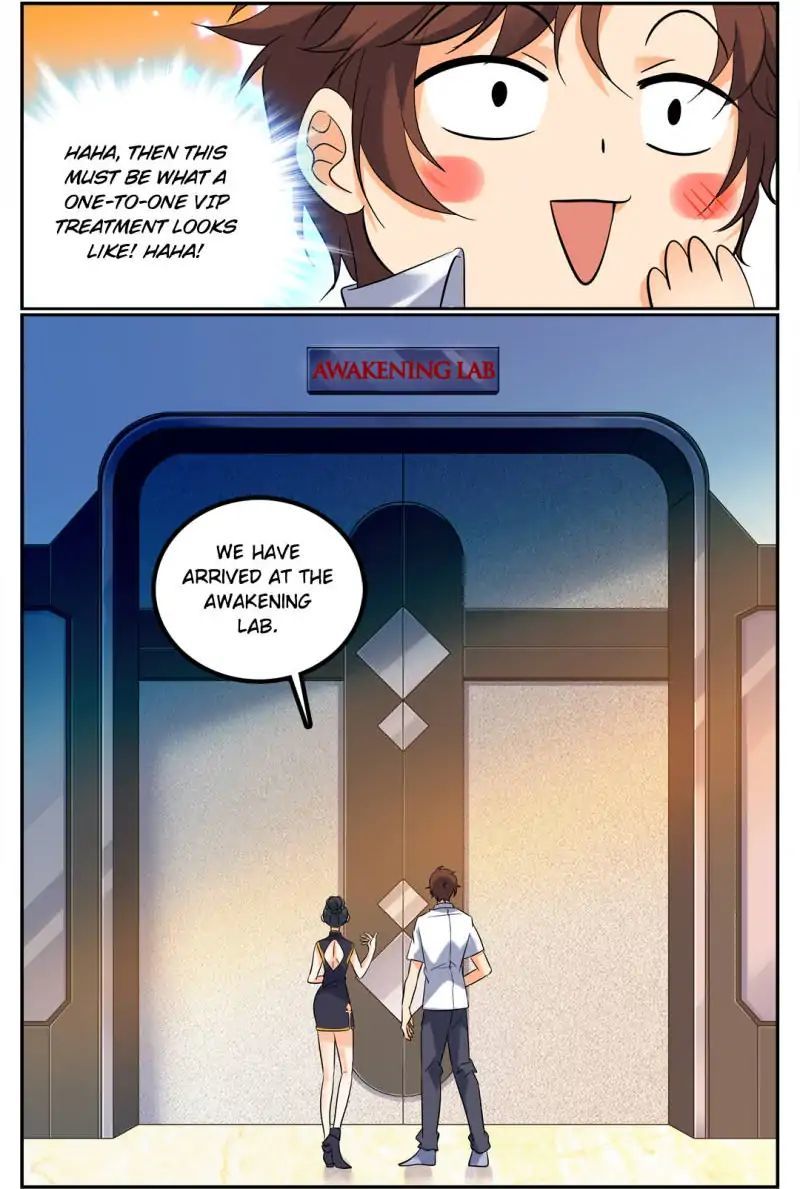 HAHA, THEN THIS
MUST BE WHAT A
ONE-TO-ONE VIP
TREATMENT LOOKS
LIKE! HAHA!
AWAKENING LAB
WE HAVE
ARRIVED AT THE
AWAKENING
LAB.